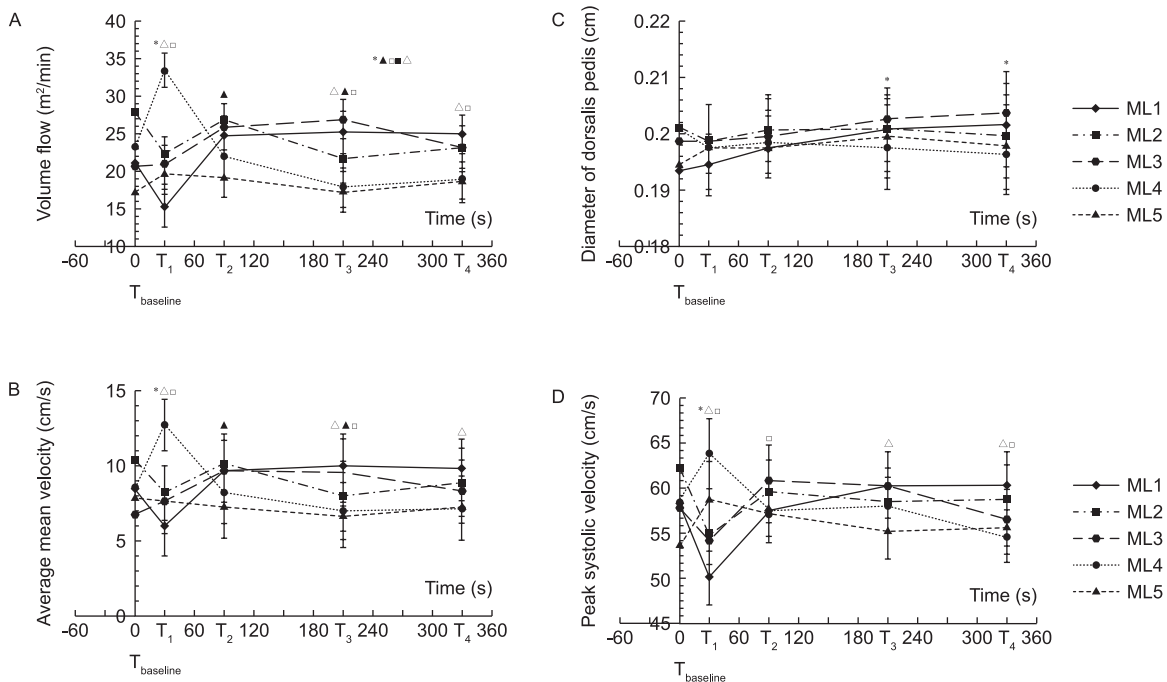 A
Volume flow (m²/min)
40
35
30
25
20
15
10
* △ □
▲
* ▲ □ ■ △
△ ▲ □
△ □
Time (s)
-60 0 T₁ 60 T₂ 120 180 T₃ 240 300 T₄ 360
T baseline
C
Diameter of dorsalis pedis (cm)
0.22
0.21
0.2
0.19
0.18
*
*
Time (s)
-60 0 T₁ 60 T₂ 120 180 T₃ 240 300 T₄ 360
T baseline
ML1
ML2
ML3
ML4
ML5
B
Average mean velocity (cm/s)
15
10
5
0
* △ □
▲
△ ▲ □
△
Time (s)
-60 0 T₁ 60 T₂ 120 180 T₃ 240 300 T₄ 360
T baseline
D
Peak systolic velocity (cm/s)
70
65
60
55
50
45
* △ □
□
△
△ □
Time (s)
-60 0 T₁ 60 T₂ 120 180 T₃ 240 300 T₄ 360
T baseline
ML1
ML2
ML3
ML4
ML5